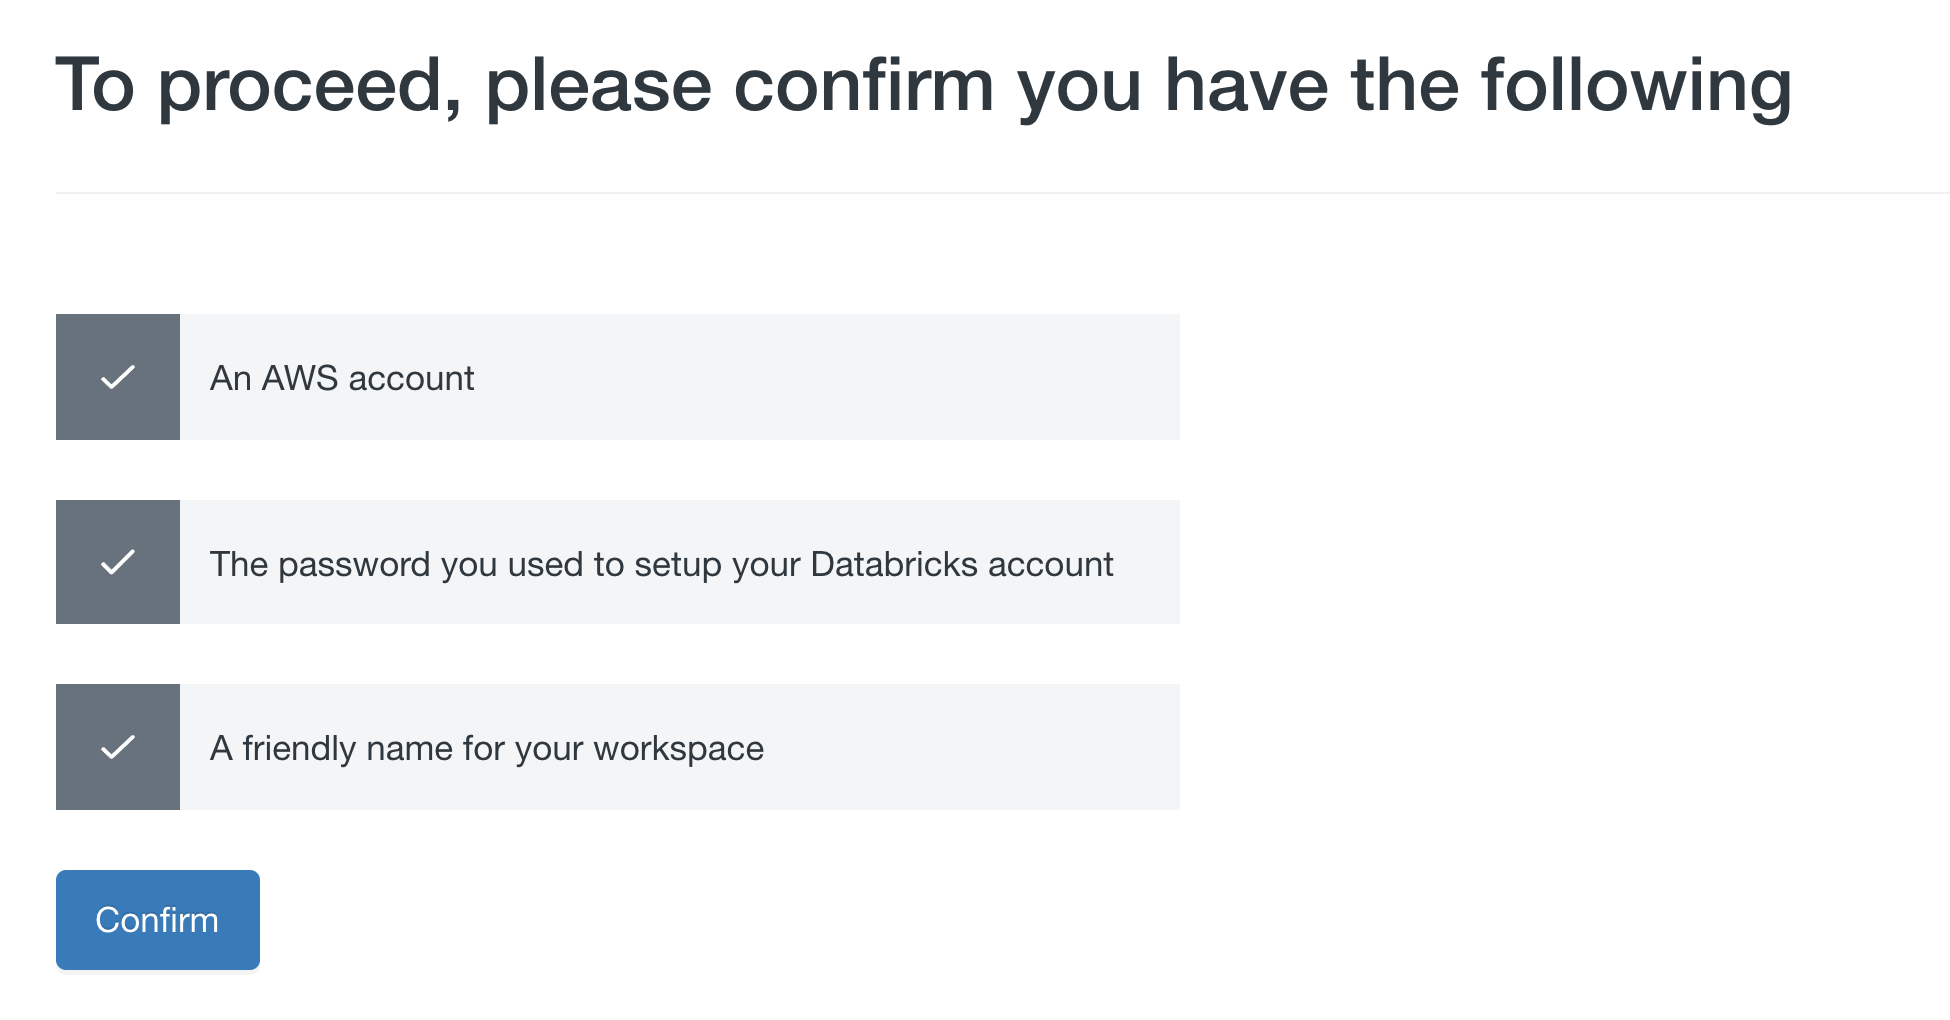 To proceed, please confirm you have the following
An AWS account
The password you used to setup your Databricks account
A friendly name for your workspace
Confirm